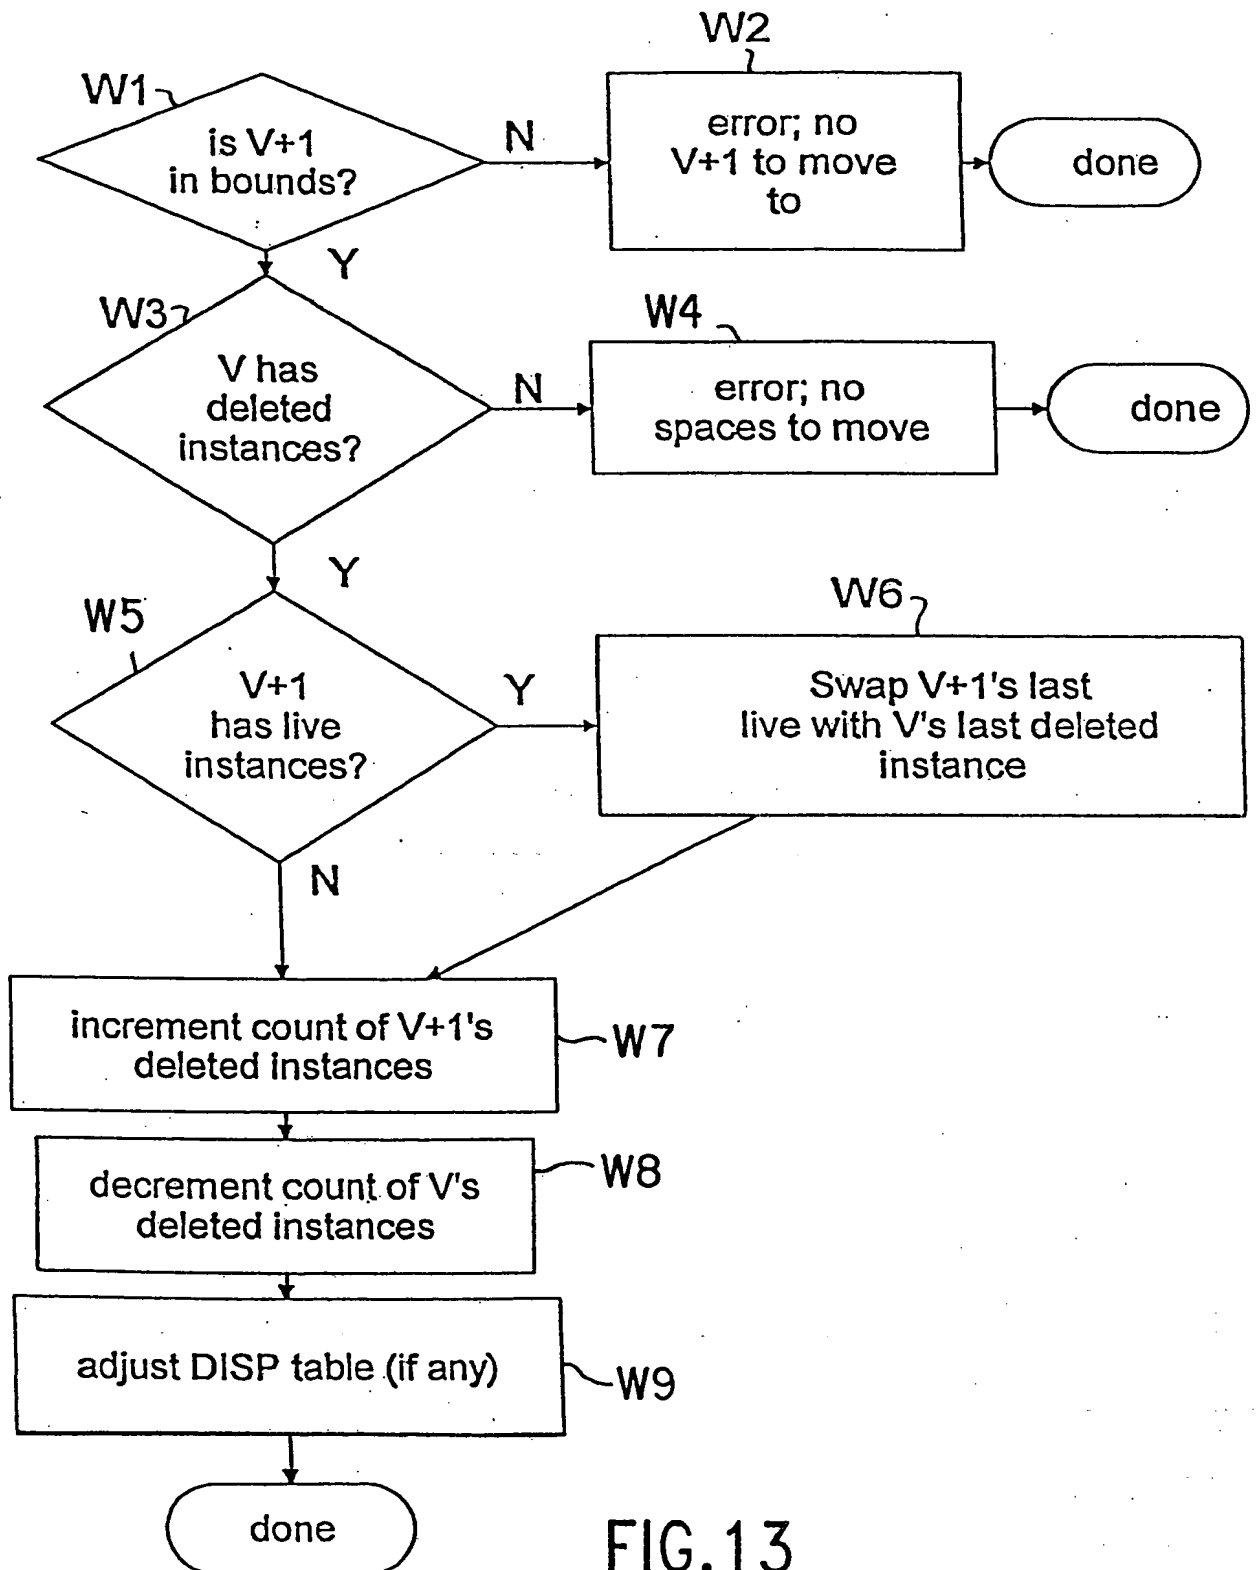 W2
W1
is V+1
in bounds?
N
error; no
V+1 to move
to
done
Y
W3
V has
deleted
instances?
N
W4
error; no
spaces to move
done
Y
W5
V+1
has live
instances?
Y
W6
Swap V+1's last
live with V's last deleted
instance
N
increment count of V+1's
deleted instances
W7
decrement count of V's
deleted instances
W8
adjust DISP table (if any)
W9
done
FIG.13